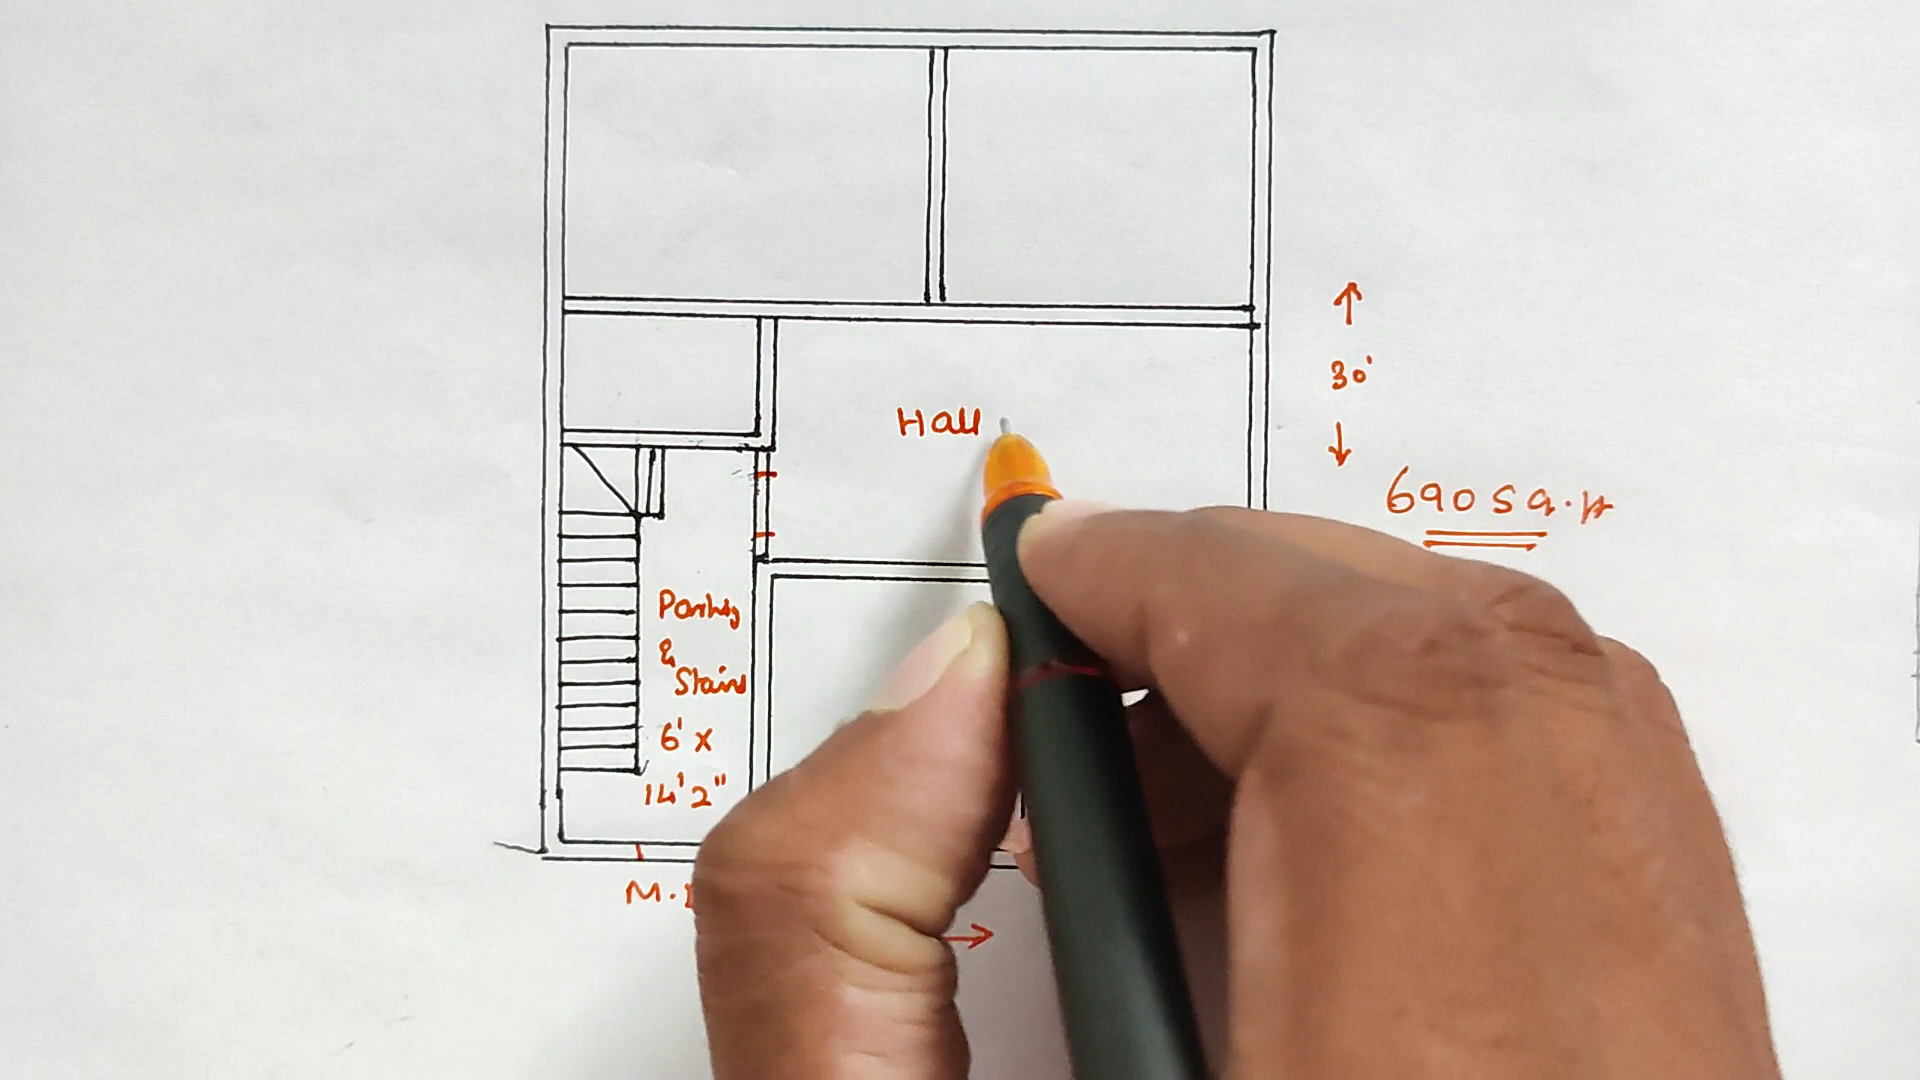 Hall
30'
690 Sq.ft
Parking
&
Stairs
6' x
14'2"
M.